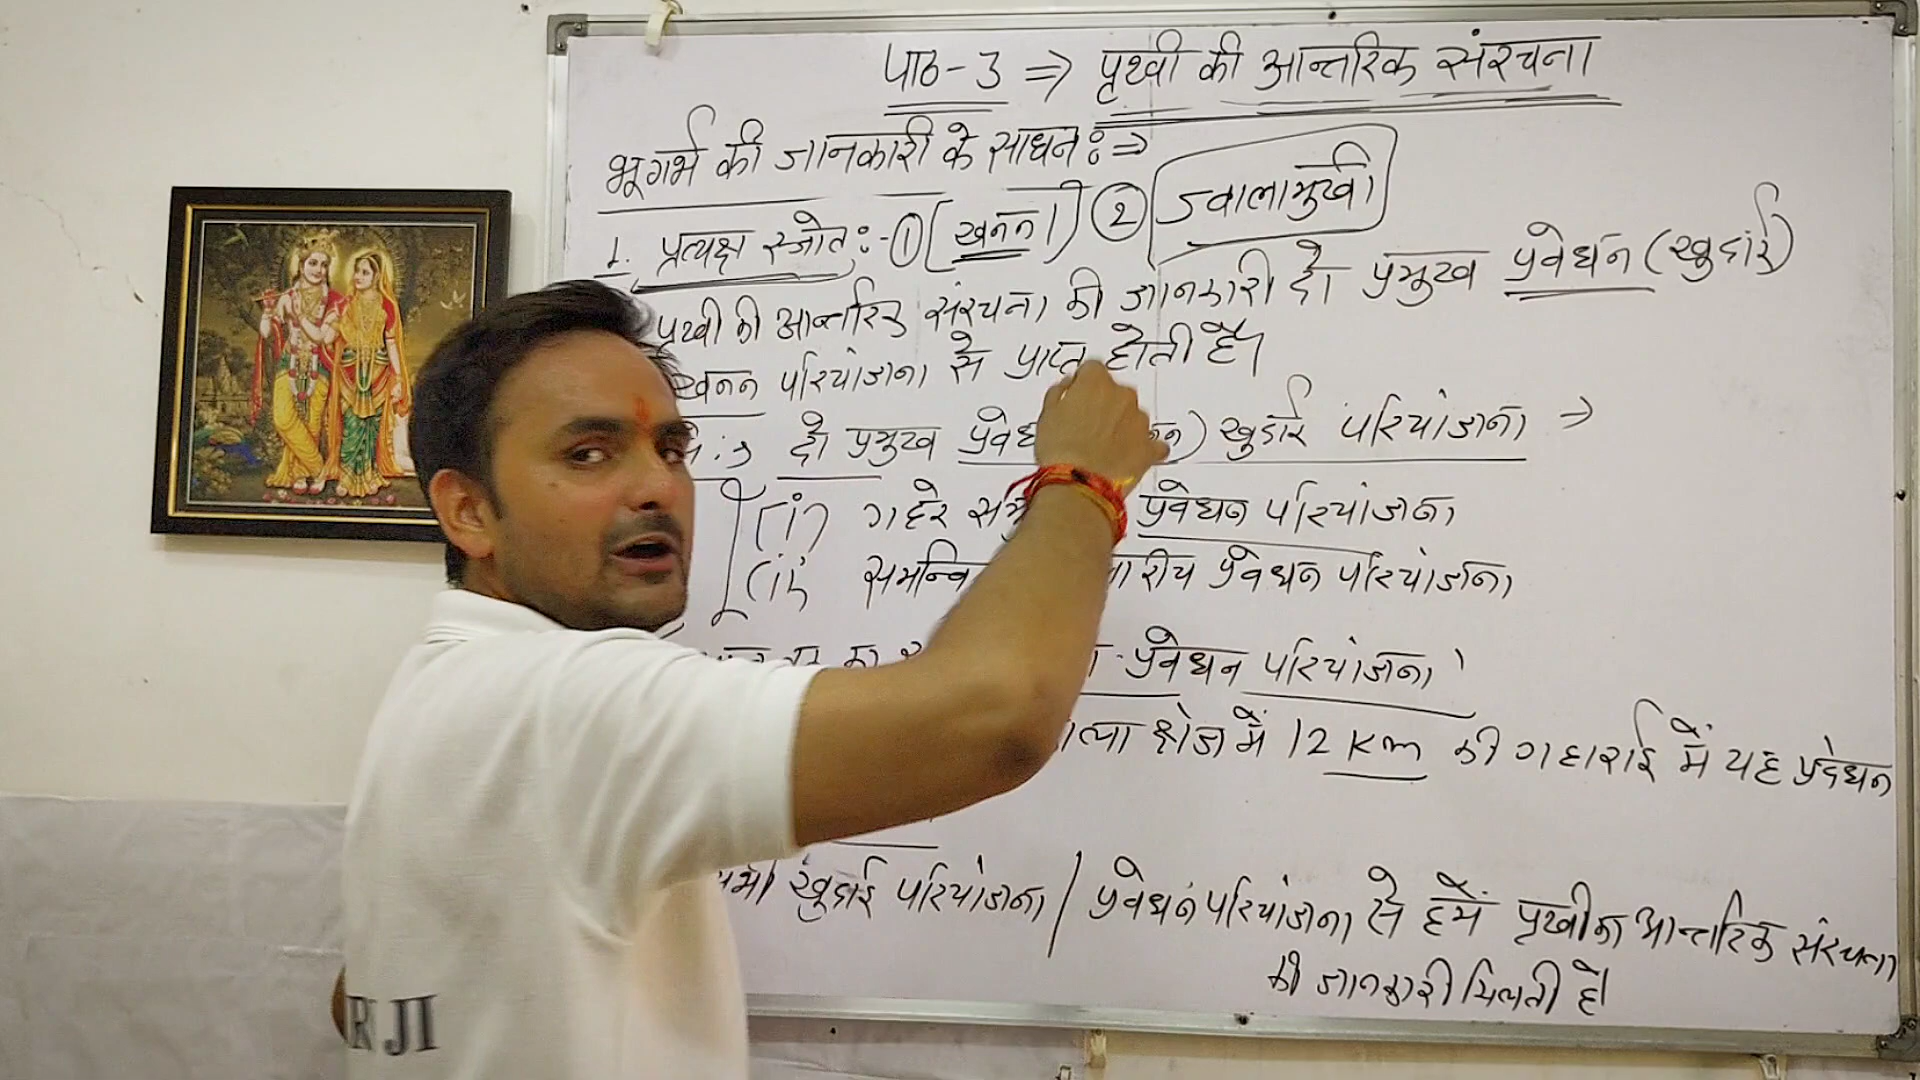 पाठ-3 ⇒ पृथ्वी की आन्तरिक संरचना
भूगर्भ की जानकारी के साधन:⇒
1. प्रत्यक्ष स्त्रोत:-① [खनन] ② ज्वालामुखी
पृथ्वी की आन्तरिक संरचना की जानकारी दो प्रमुख प्रवेधन (खुदाई)
खनन परियोजना से प्राप्त होती है।
दो प्रमुख खुदाई परियोजना ⇒
(i) गहरे प्रवेधन परियोजना
(ii) प्रवेधन परियोजना
प्रवेधन परियोजना
क्षेत्र में 12 Km की गहराई में यह प्रवेधन
खुदाई परियोजना / प्रवेधन परियोजना से हमें पृथ्वी की आन्तरिक संरचना
की जानकारी मिलती है।
R JI